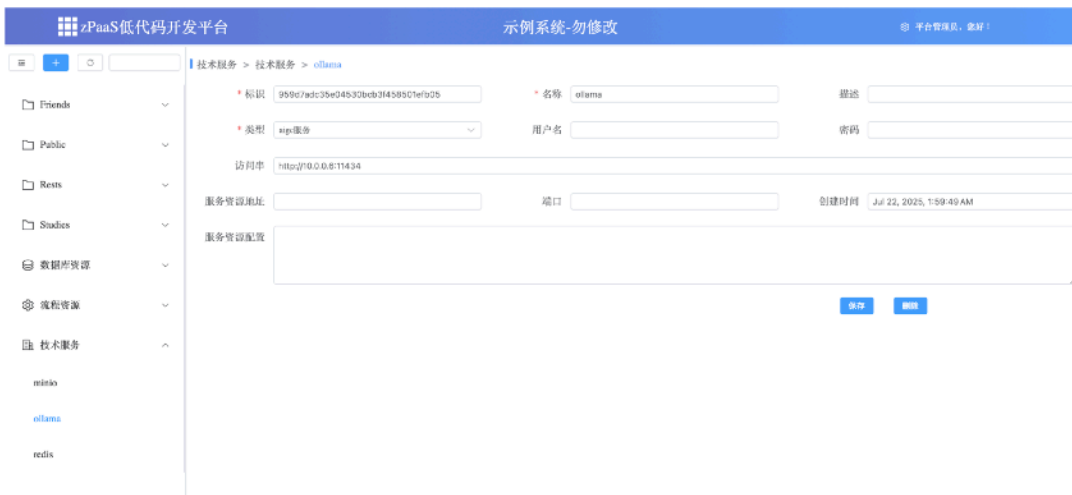 zPaaS低代码开发平台
示例系统-勿修改
平台管理员，您好！
技术服务 > 技术服务 > ollama
* 标识
959d7adc35e04530bcb3f458501efb05
* 名称 ollama
描述
* 类型 aigc服务
用户名
密码
访问串 http://10.0.0.6:11434
服务资源地址
端口
创建时间 Jul 22, 2025, 1:59:49 AM
服务资源配置
保存
删除
Friends
Public
Rests
Studies
数据库资源
流程资源
技术服务
minio
ollama
redis